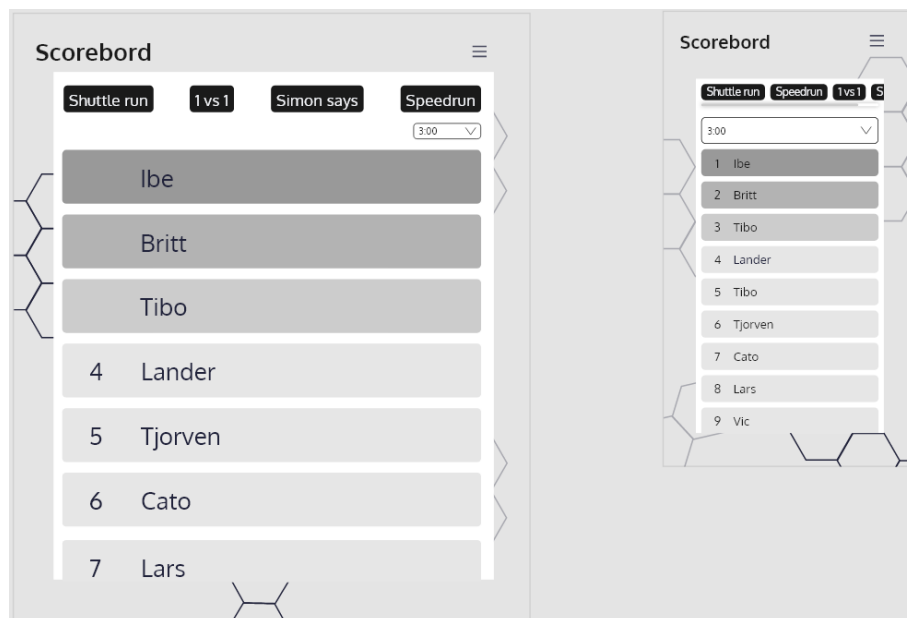 Scorebord
Shuttle run 1 vs 1 Simon says Speedrun
3:00
Ibe
Britt
Tibo
4 Lander
5 Tjorven
6 Cato
7 Lars
Scorebord
Shuttle run Speedrun 1 vs 1 S
3:00
1 Ibe
2 Britt
3 Tibo
4 Lander
5 Tibo
6 Tjorven
7 Cato
8 Lars
9 Vic